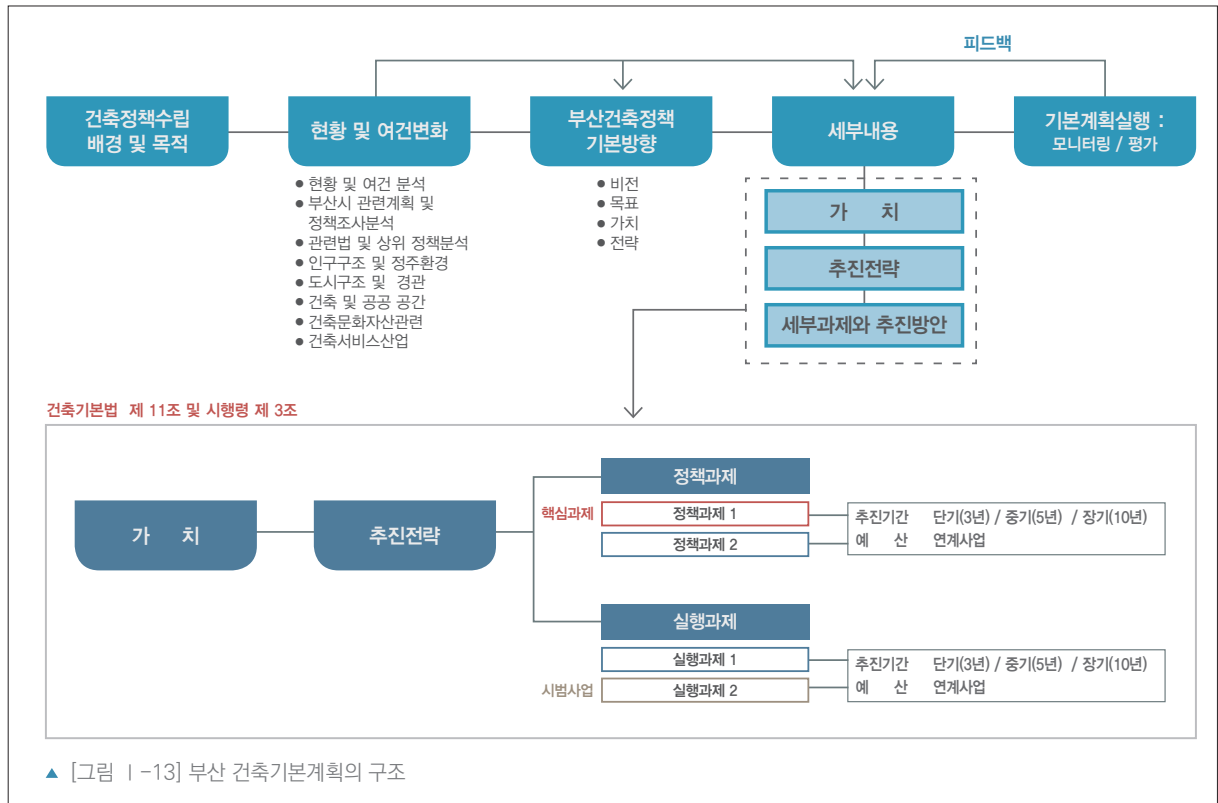 피드백
건축정책수립
배경 및 목적
현황 및 여건변화
● 현황 및 여건 분석
● 부산시 관련계획 및
정책조사분석
● 관련법 및 상위 정책분석
● 인구구조 및 정주환경
● 도시구조 및 경관
● 건축 및 공공 공간
● 건축문화자산관련
● 건축서비스산업
부산건축정책
기본방향
● 비전
● 목표
● 가치
● 전략
세부내용
가 치
추진전략
세부과제와 추진방안
기본계획실행 :
모니터링 / 평가
건축기본법 제 11조 및 시행령 제 3조
가 치
추진전략
정책과제
핵심과제
정책과제 1
정책과제 2
추진기간 단기(3년) / 중기(5년) / 장기(10년)
예 산 연계사업
실행과제
실행과제 1
시범사업
실행과제 2
추진기간 단기(3년) / 중기(5년) / 장기(10년)
예 산 연계사업
▲ [그림 Ⅰ-13] 부산 건축기본계획의 구조